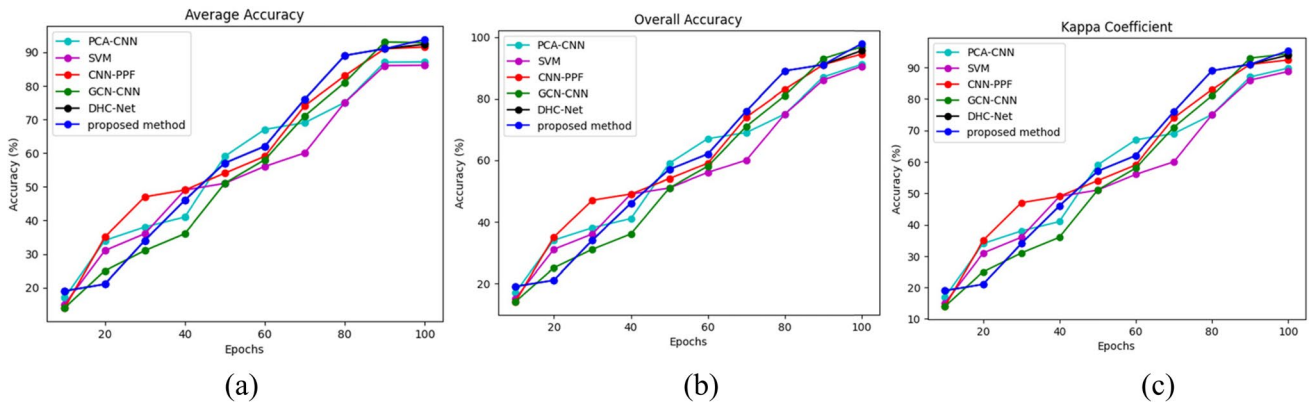 Average Accuracy
PCA-CNN
SVM
CNN-PPF
GCN-CNN
DHC-Net
proposed method
Accuracy (%)
90
80
70
60
50
40
30
20
20
40
60
80
100
Epochs
(a)
Overall Accuracy
PCA-CNN
SVM
CNN-PPF
GCN-CNN
DHC-Net
proposed method
Accuracy (%)
100
80
60
40
20
20
40
60
80
100
Epochs
(b)
Kappa Coefficient
PCA-CNN
SVM
CNN-PPF
GCN-CNN
DHC-Net
proposed method
Accuracy (%)
90
80
70
60
50
40
30
20
10
20
40
60
80
100
Epochs
(c)